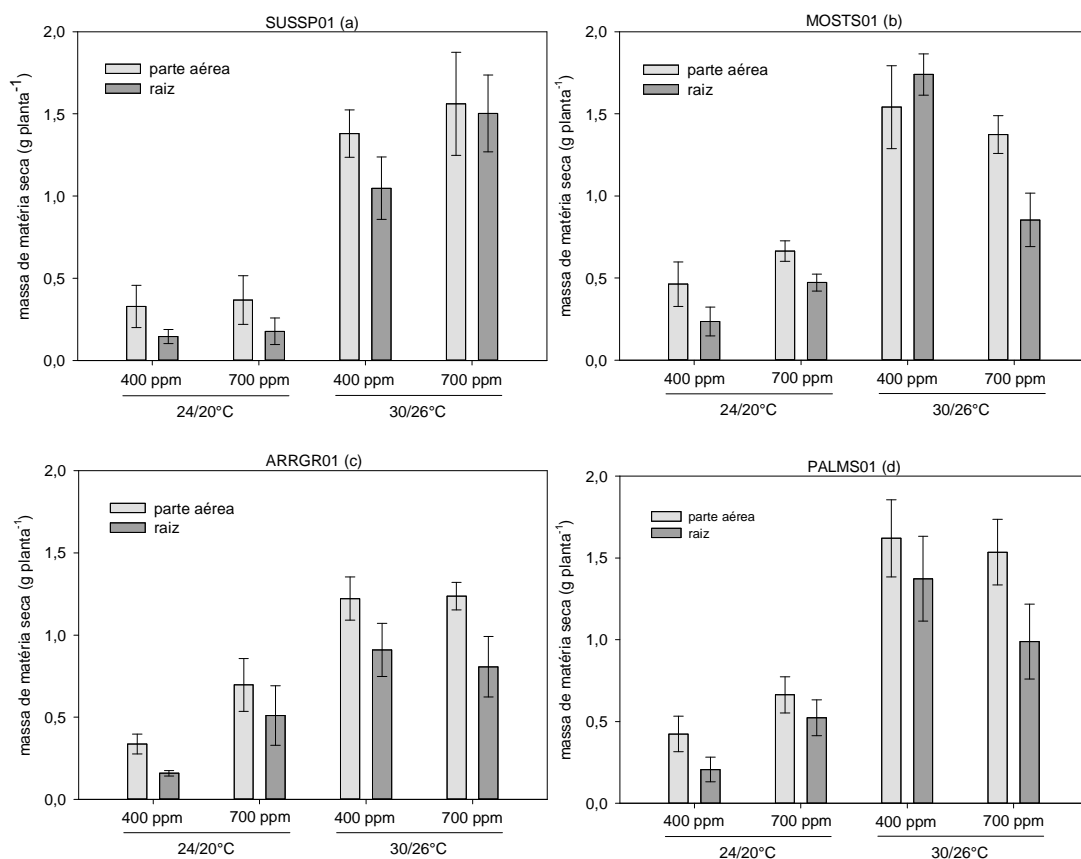 SUSSP01 (a)
massa de matéria seca (g planta-1)
2,0
1,5
1,0
0,5
0,0
parte aérea
raiz
400 ppm 700 ppm 400 ppm 700 ppm
24/20°C 30/26°C
MOSTS01 (b)
massa de matéria seca (g planta-1)
2,0
1,5
1,0
0,5
0,0
parte aérea
raiz
400 ppm 700 ppm 400 ppm 700 ppm
24/20°C 30/26°C
ARRGR01 (c)
massa de matéria seca (g planta-1)
2,0
1,5
1,0
0,5
0,0
parte aérea
raiz
400 ppm 700 ppm 400 ppm 700 ppm
24/20°C 30/26°C
PALMS01 (d)
massa de matéria seca (g planta-1)
2,0
1,5
1,0
0,5
0,0
parte aérea
raiz
400 ppm 700 ppm 400 ppm 700 ppm
24/20°C 30/26°C